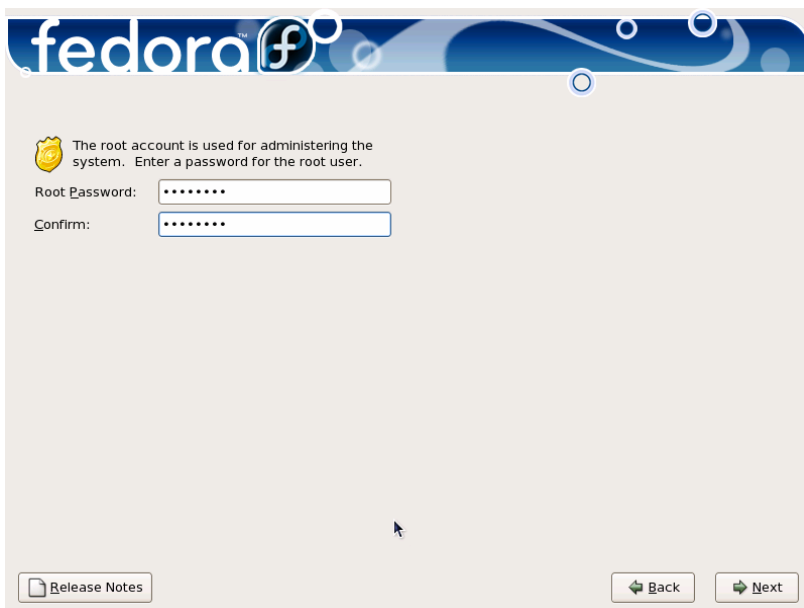 fedora™
The root account is used for administering the
system. Enter a password for the root user.
Root Password: ••••••••
Confirm: ••••••••
Release Notes
Back
Next